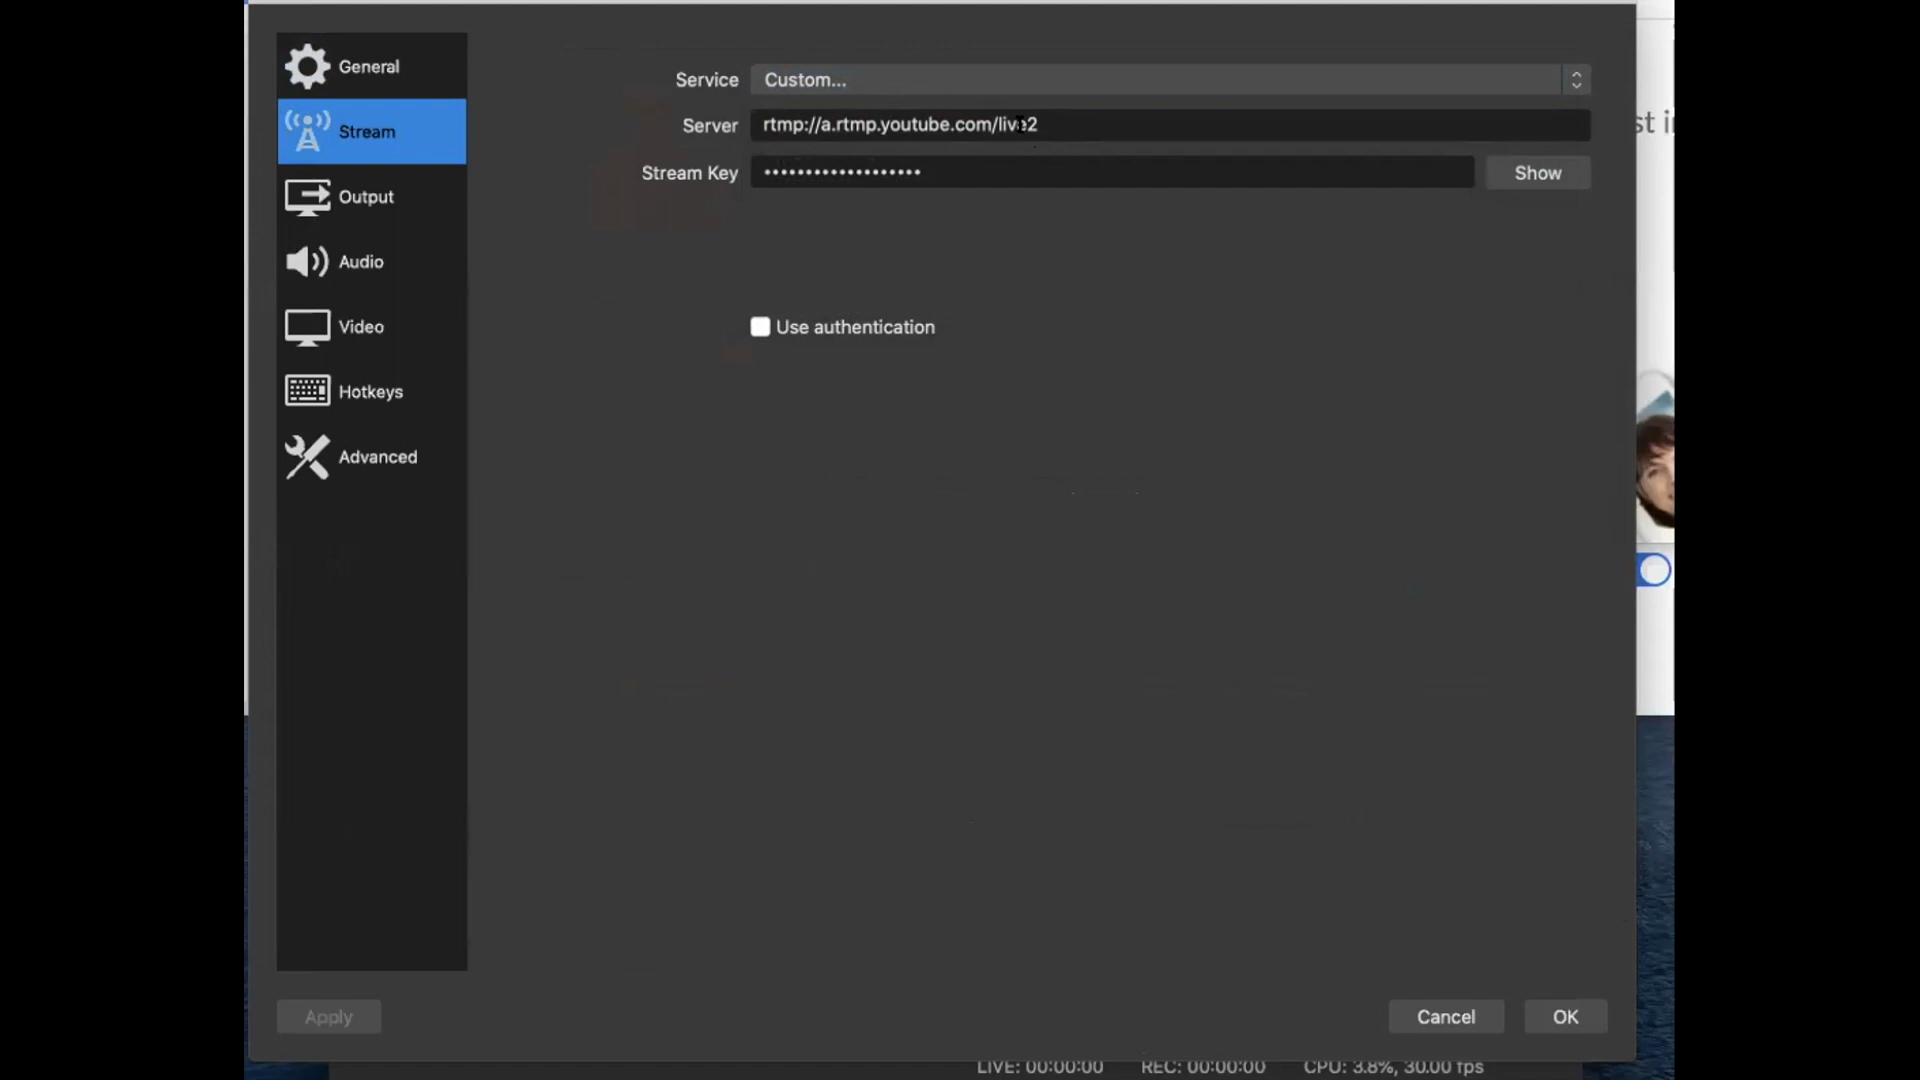 General
Stream
Output
Audio
Video
Hotkeys
Advanced
Service Custom...
Server rtmp://a.rtmp.youtube.com/live2
Stream Key ••••••••••••••••••• Show
Use authentication
st i
Apply
Cancel
OK
LIVE: 00:00:00 REC: 00:00:00 CPU: 3.8%, 30.00 fps